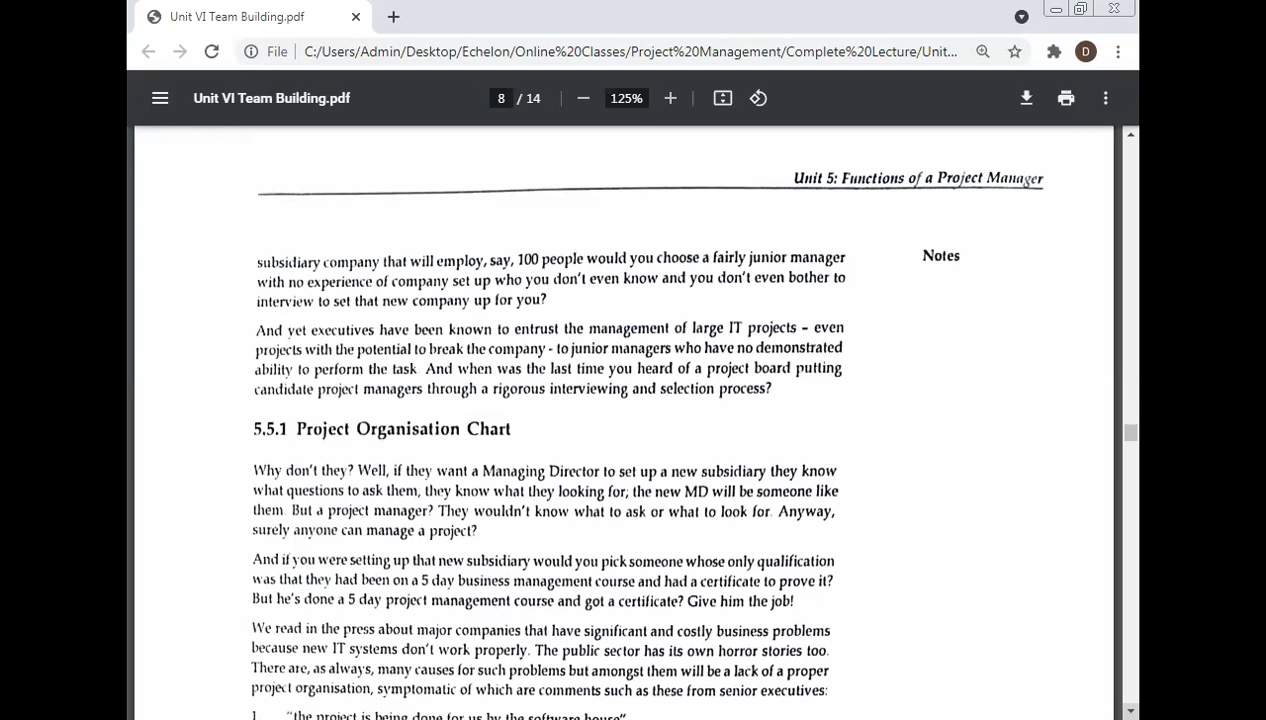 Unit VI Team Building.pdf
File C:/Users/Admin/Desktop/Echelon/Online%20Classes/Project%20Management/Complete%20Lecture/Unit...
D
Unit VI Team Building.pdf 8 / 14 125%
Unit 5: Functions of a Project Manager
subsidiary company that will employ, say, 100 people would you choose a fairly junior manager
Notes
with no experience of company set up who you don't even know and you don't even bother to
interview to set that new company up for you?
And yet executives have been known to entrust the management of large IT projects – even
projects with the potential to break the company - to junior managers who have no demonstrated
ability to perform the task. And when was the last time you heard of a project board putting
candidate project managers through a rigorous interviewing and selection process?
5.5.1 Project Organisation Chart
Why don't they? Well, if they want a Managing Director to set up a new subsidiary they know
what questions to ask them, they know what they looking for; the new MD will be someone like
them. But a project manager? They wouldn't know what to ask or what to look for. Anyway,
surely anyone can manage a project?
And if you were setting up that new subsidiary would you pick someone whose only qualification
was that they had been on a 5 day business management course and had a certificate to prove it?
But he's done a 5 day project management course and got a certificate? Give him the job!
We read in the press about major companies that have significant and costly business problems
because new IT systems don't work properly. The public sector has its own horror stories too.
There are, as always, many causes for such problems but amongst them will be a lack of a proper
project organisation, symptomatic of which are comments such as these from senior executives:
1. "the project is being done for us by the software house"